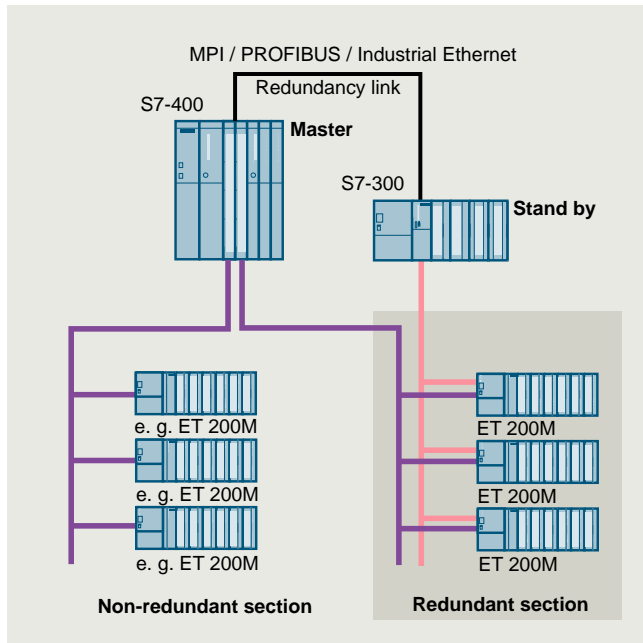 MPI / PROFIBUS / Industrial Ethernet
Redundancy link
S7-400
Master
S7-300
Stand by
e. g. ET 200M
ET 200M
e. g. ET 200M
ET 200M
e. g. ET 200M
ET 200M
Non-redundant section
Redundant section